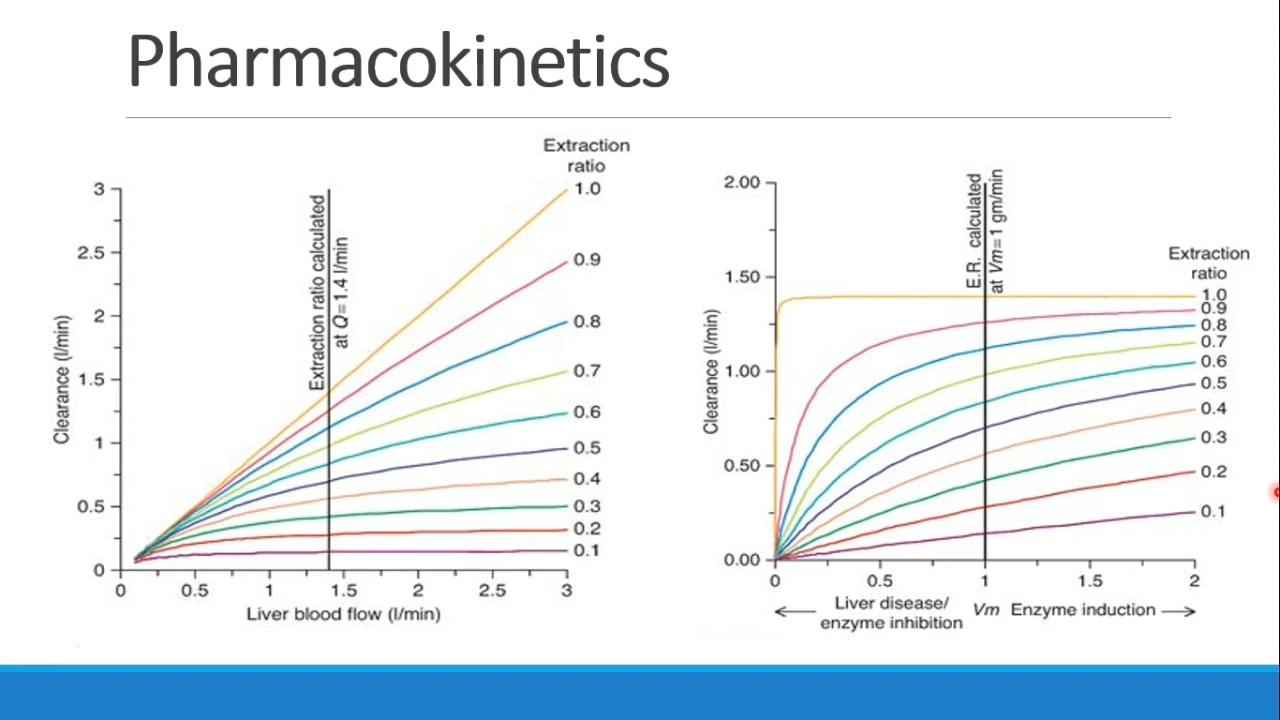 Pharmacokinetics
Extraction
ratio
3
2.5
2
1.5
1
0.5
0
Clearance (l/min)
Extraction ratio calculated
at Q=1.4 l/min
1.0
0.9
0.8
0.7
0.6
0.5
0.4
0.3
0.2
0.1
0 0.5 1 1.5 2 2.5 3
Liver blood flow (l/min)
2.00
1.50
1.00
0.50
0.00
Clearance (l/min)
E.R. calculated
at Vm=1 gm/min
Extraction
ratio
1.0
0.9
0.8
0.7
0.6
0.5
0.4
0.3
0.2
0.1
0 0.5 1 1.5 2
Liver disease/
enzyme inhibition
Vm Enzyme induction